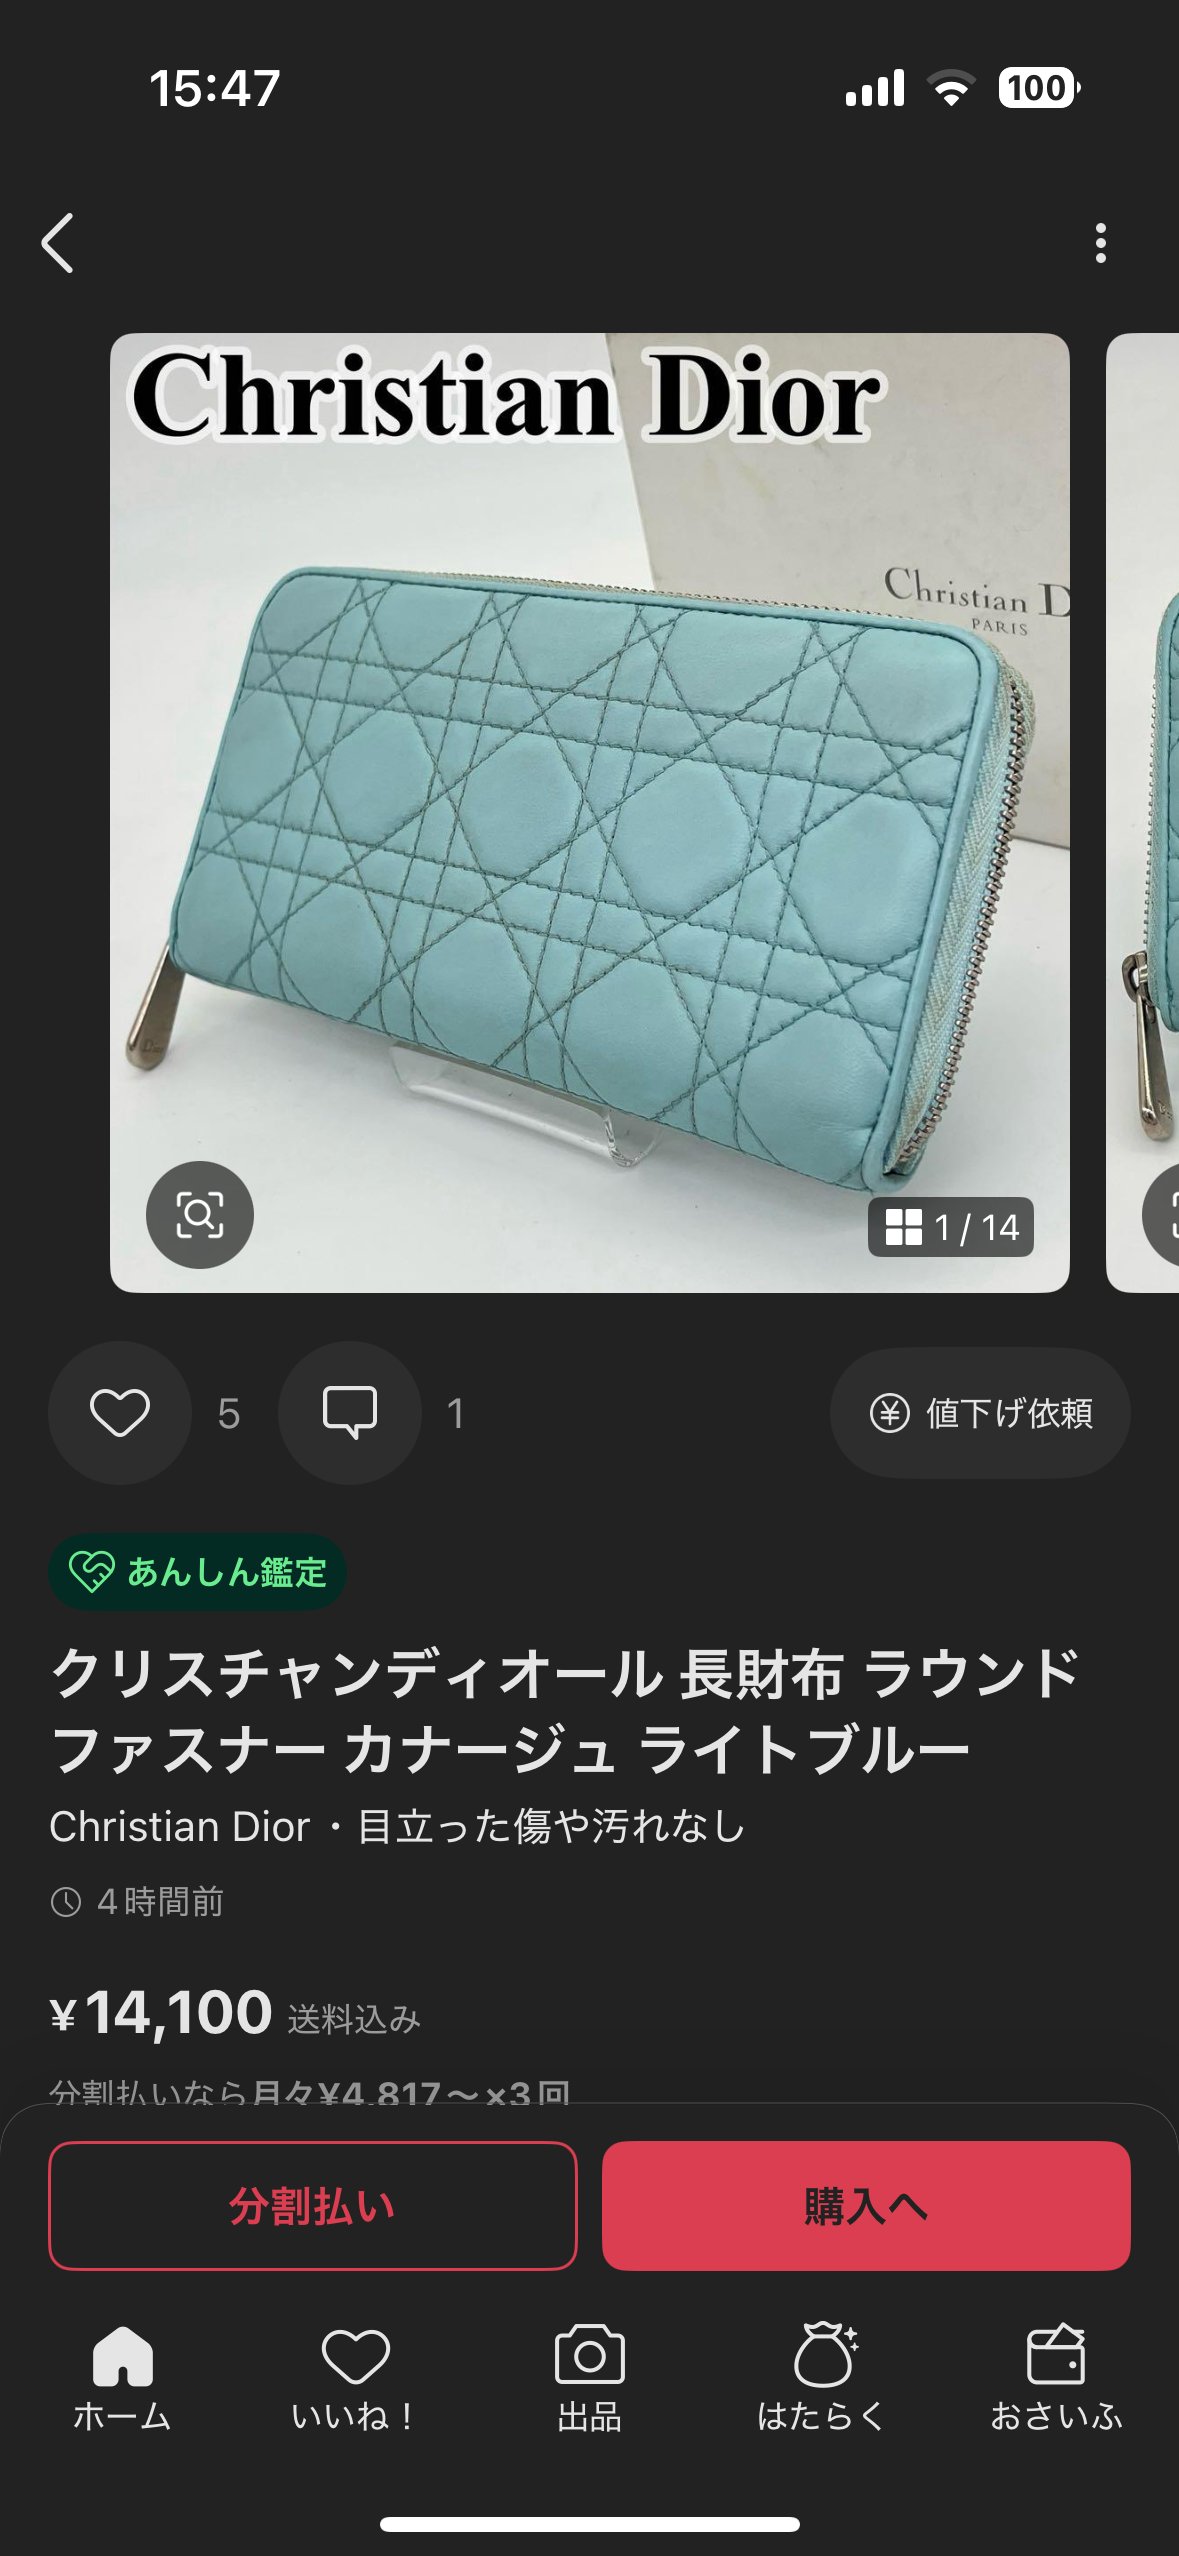 15:47
100
Christian Dior
Christian D
PARIS
Dior
1 / 14
5
1
値下げ依頼
あんしん鑑定
クリスチャンディオール 長財布 ラウンド
ファスナー カナージュ ライトブルー
Christian Dior・目立った傷や汚れなし
4時間前
¥14,100 送料込み
分割払いなら月々¥4,817〜×3回
分割払い
購入へ
ホーム
いいね！
出品
はたらく
おさいふ